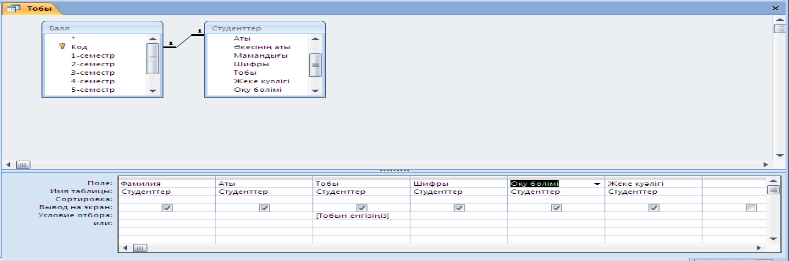 Тобы
Балл
*
Код
1-семестр
2-семестр
3-семестр
4-семестр
5-семестр
1
1
Студенттер
Аты
Әкесінің аты
Мамандығы
Шифры
Тобы
Жеке куәлігі
Оқу бөлімі
Поле: Фамилия Аты Тобы Шифры Оқу бөлімі Жеке куәлігі
Имя таблицы: Студенттер Студенттер Студенттер Студенттер Студенттер Студенттер
Сортировка:
Вывод на экран:
Условие отбора: [Тобын енгізіңіз]
или: